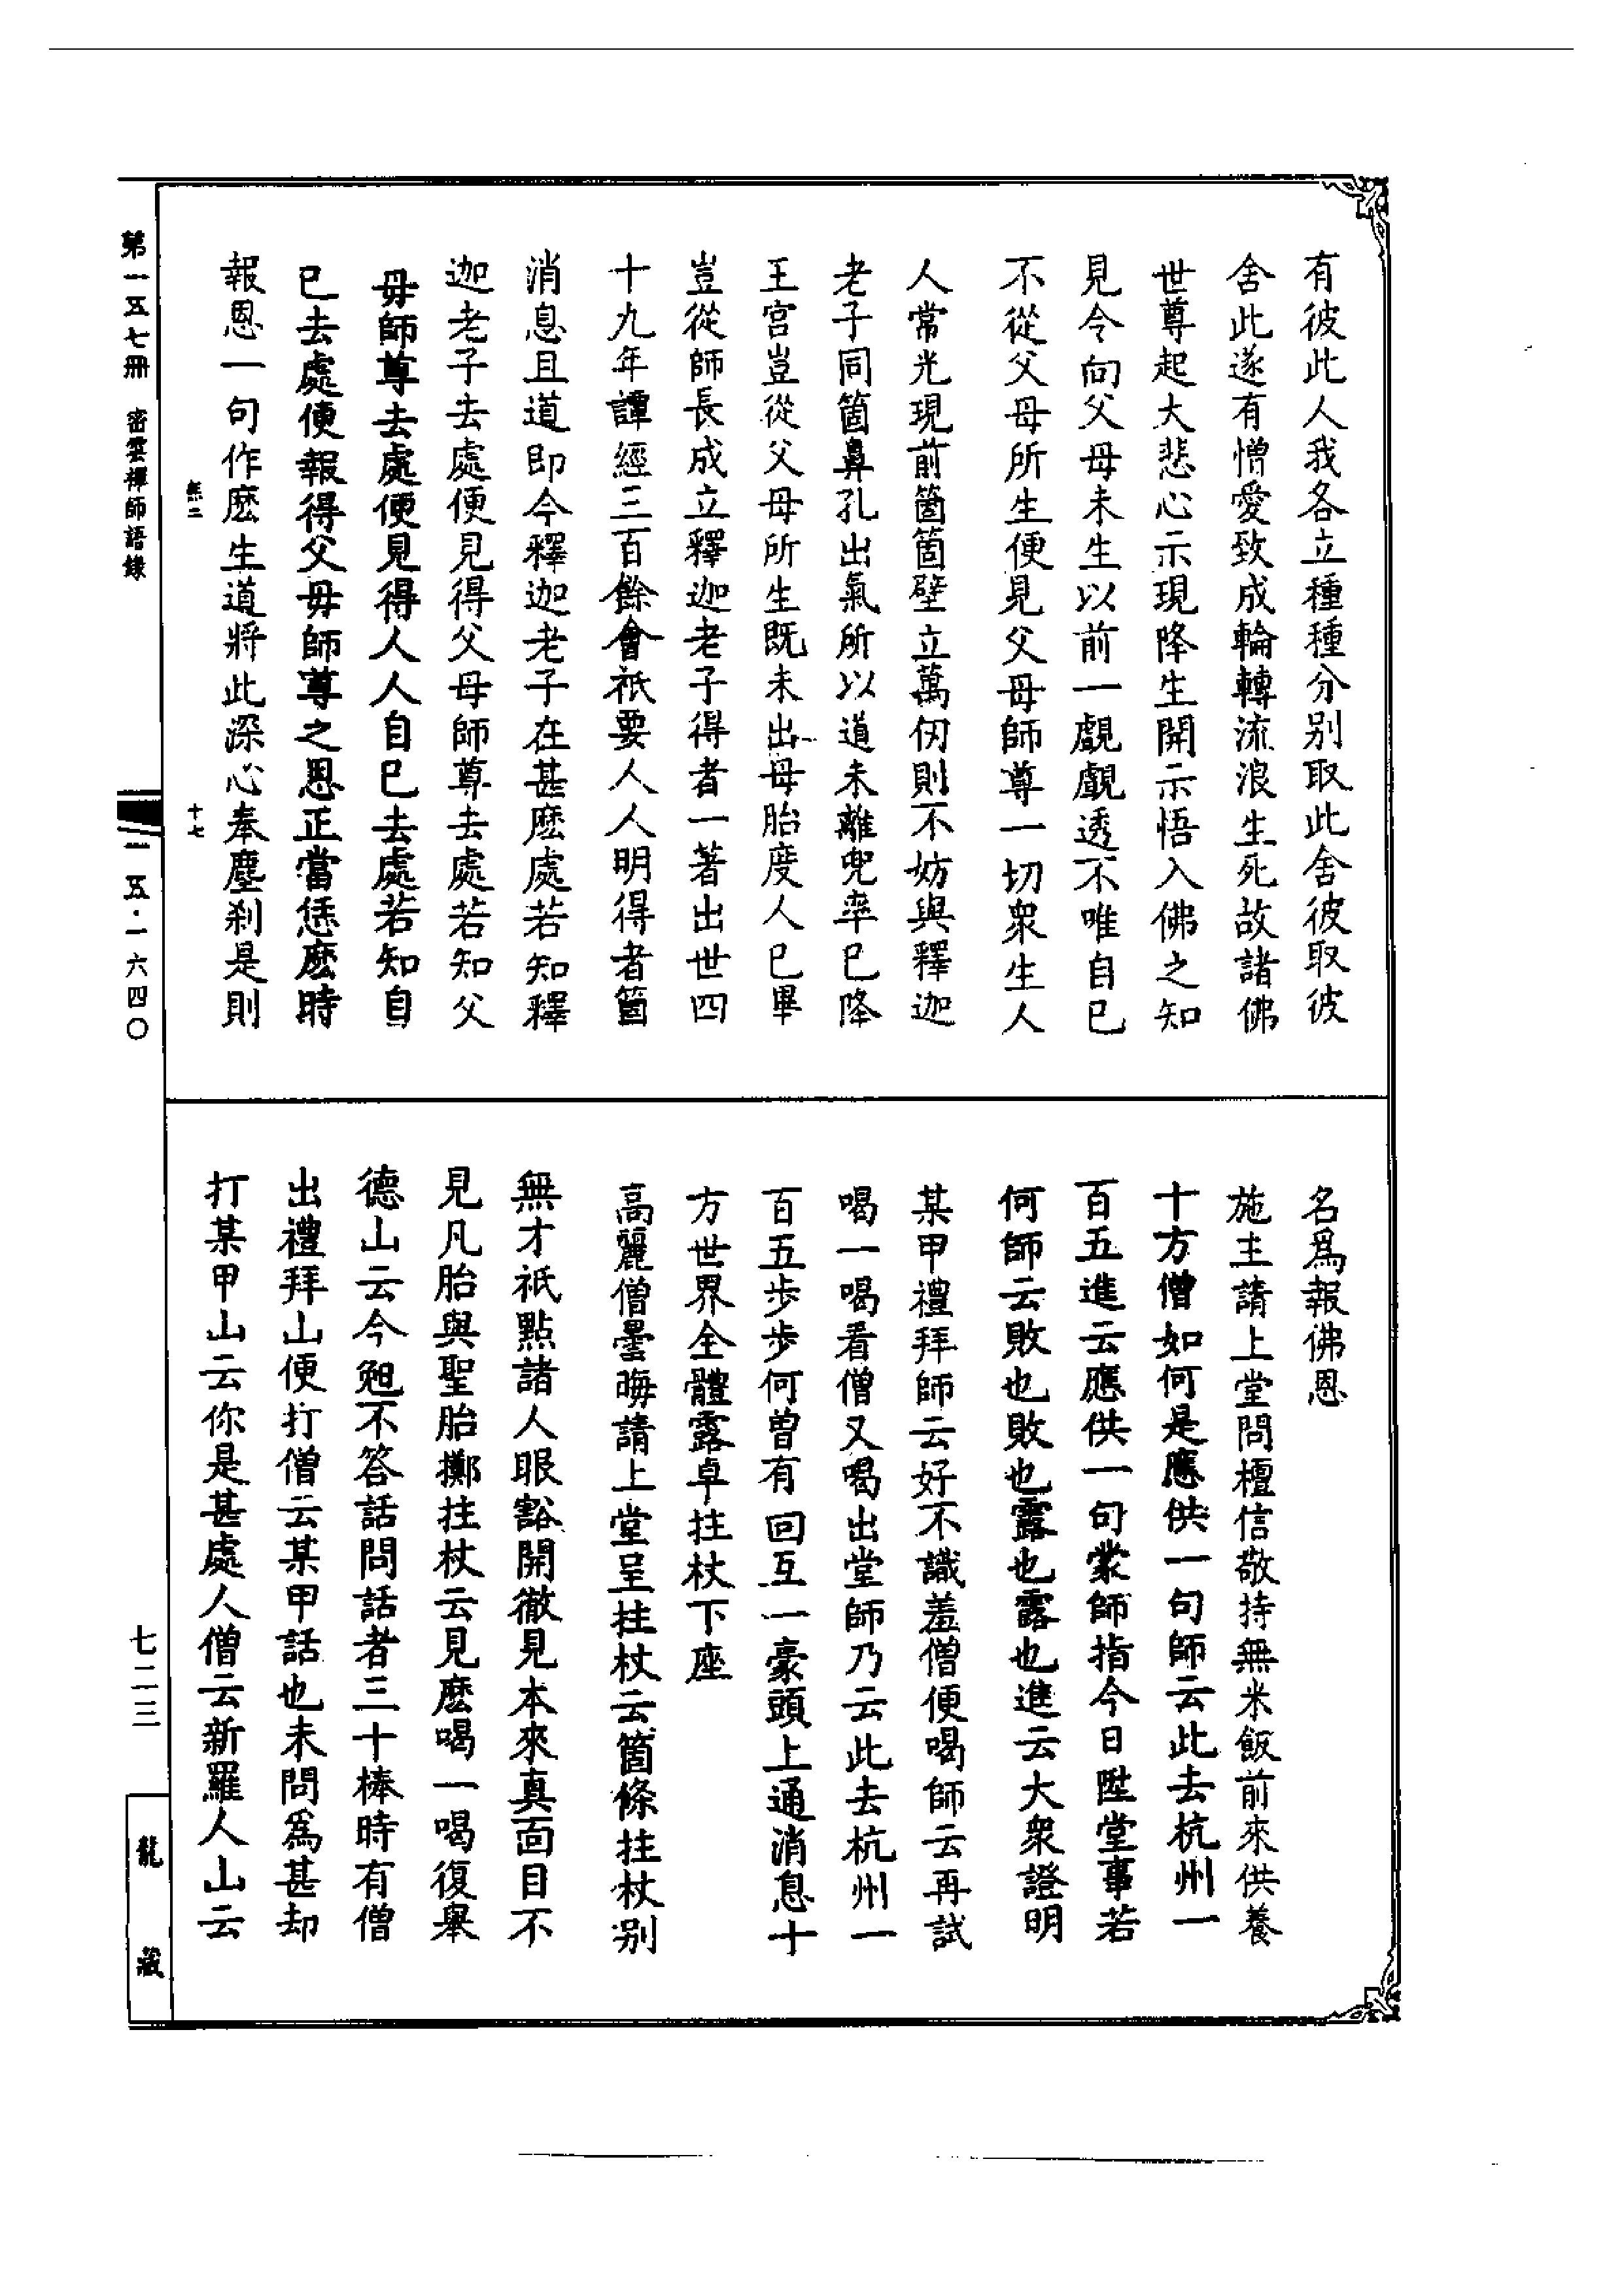 有彼此人我各立種種分別取此舍彼取彼
舍此遂有憎愛致成輪轉流浪生死故諸佛
世尊起大悲心示現降生開示悟入佛之知
見令向父母未生以前一覷覷透不唯自已
不從父母所生便見父母師尊一切衆生人
人常光現前箇箇壁立萬仞則不妨與釋迦
老子同箇鼻孔出氣所以道未離兜率已降
王宮豈從父母所生既未出母胎度人已畢
豈從師長成立釋迦老子得者一著出世四
十九年譚經三百餘會祇要人人明得者箇
消息且道即今釋迦老子在甚麽處若知釋
迦老子去處便見得父母師尊去處若知父
母師尊去處便見得人人自已去處若知自
已去處便報得父母師尊之恩正當恁麽時
報恩一句作麽生道將此深心奉塵刹是則
名爲報佛恩
施主請上堂問檀信敬持無米飯前來供養
十方僧如何是應供一句師云此去杭州一
百五進云應供一句蒙師指今日陞堂事若
何師云敗也敗也露也露也進云大衆證明
某甲禮拜師云好不識羞僧便喝師云再試
喝一喝看僧又喝出堂師乃云此去杭州一
百五步步何曾有回互一豪頭上通消息十
方世界全體露卓拄杖下座
高麗僧曇晦請上堂呈拄杖云箇條拄杖别
無才祇點諸人眼豁開徹見本來真面目不
見凡胎與聖胎擲拄杖云見麽喝一喝復舉
德山云今夗不答話問話者三十棒時有僧
出禮拜山便打僧云某甲話也未問爲甚却
打某甲山云你是甚處人僧云新羅人山云
第一五七冊 密雲禪師語錄
無二
十七
一五·一六四〇
七二三
龍藏